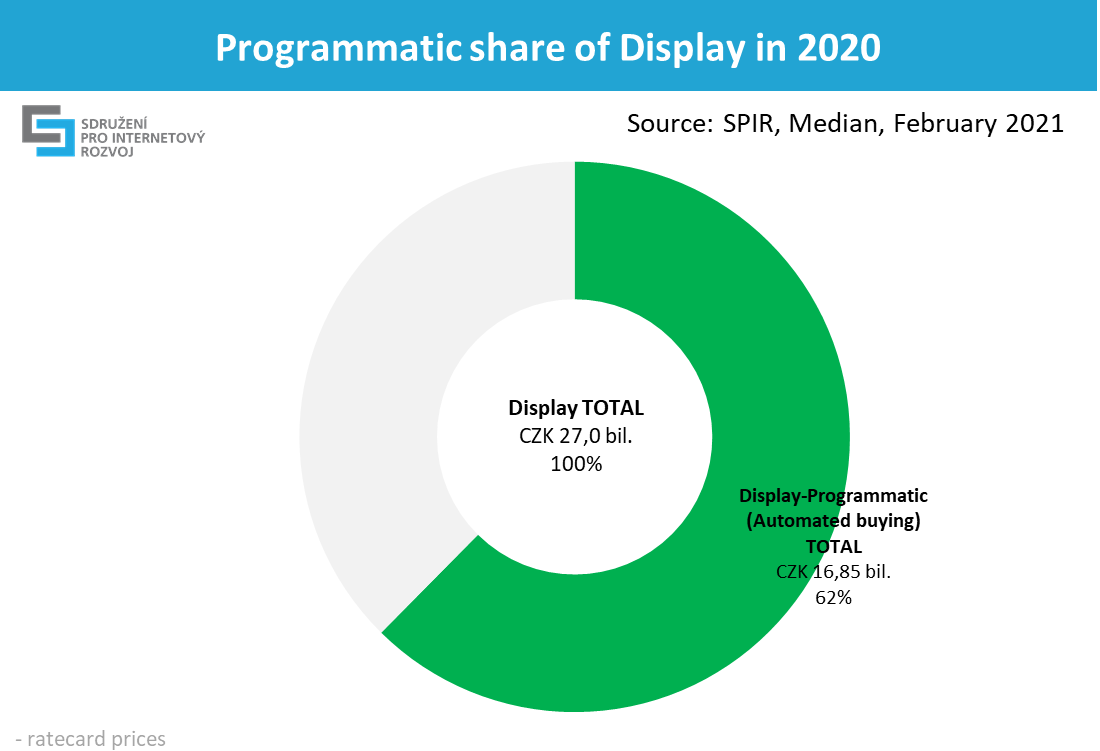 Programmatic share of Display in 2020
SDRUŽENÍ
PRO INTERNETOVÝ
ROZVOJ
Source: SPIR, Median, February 2021
Display TOTAL
CZK 27,0 bil.
100%
Display-Programmatic
(Automated buying)
TOTAL
CZK 16,85 bil.
62%
- ratecard prices